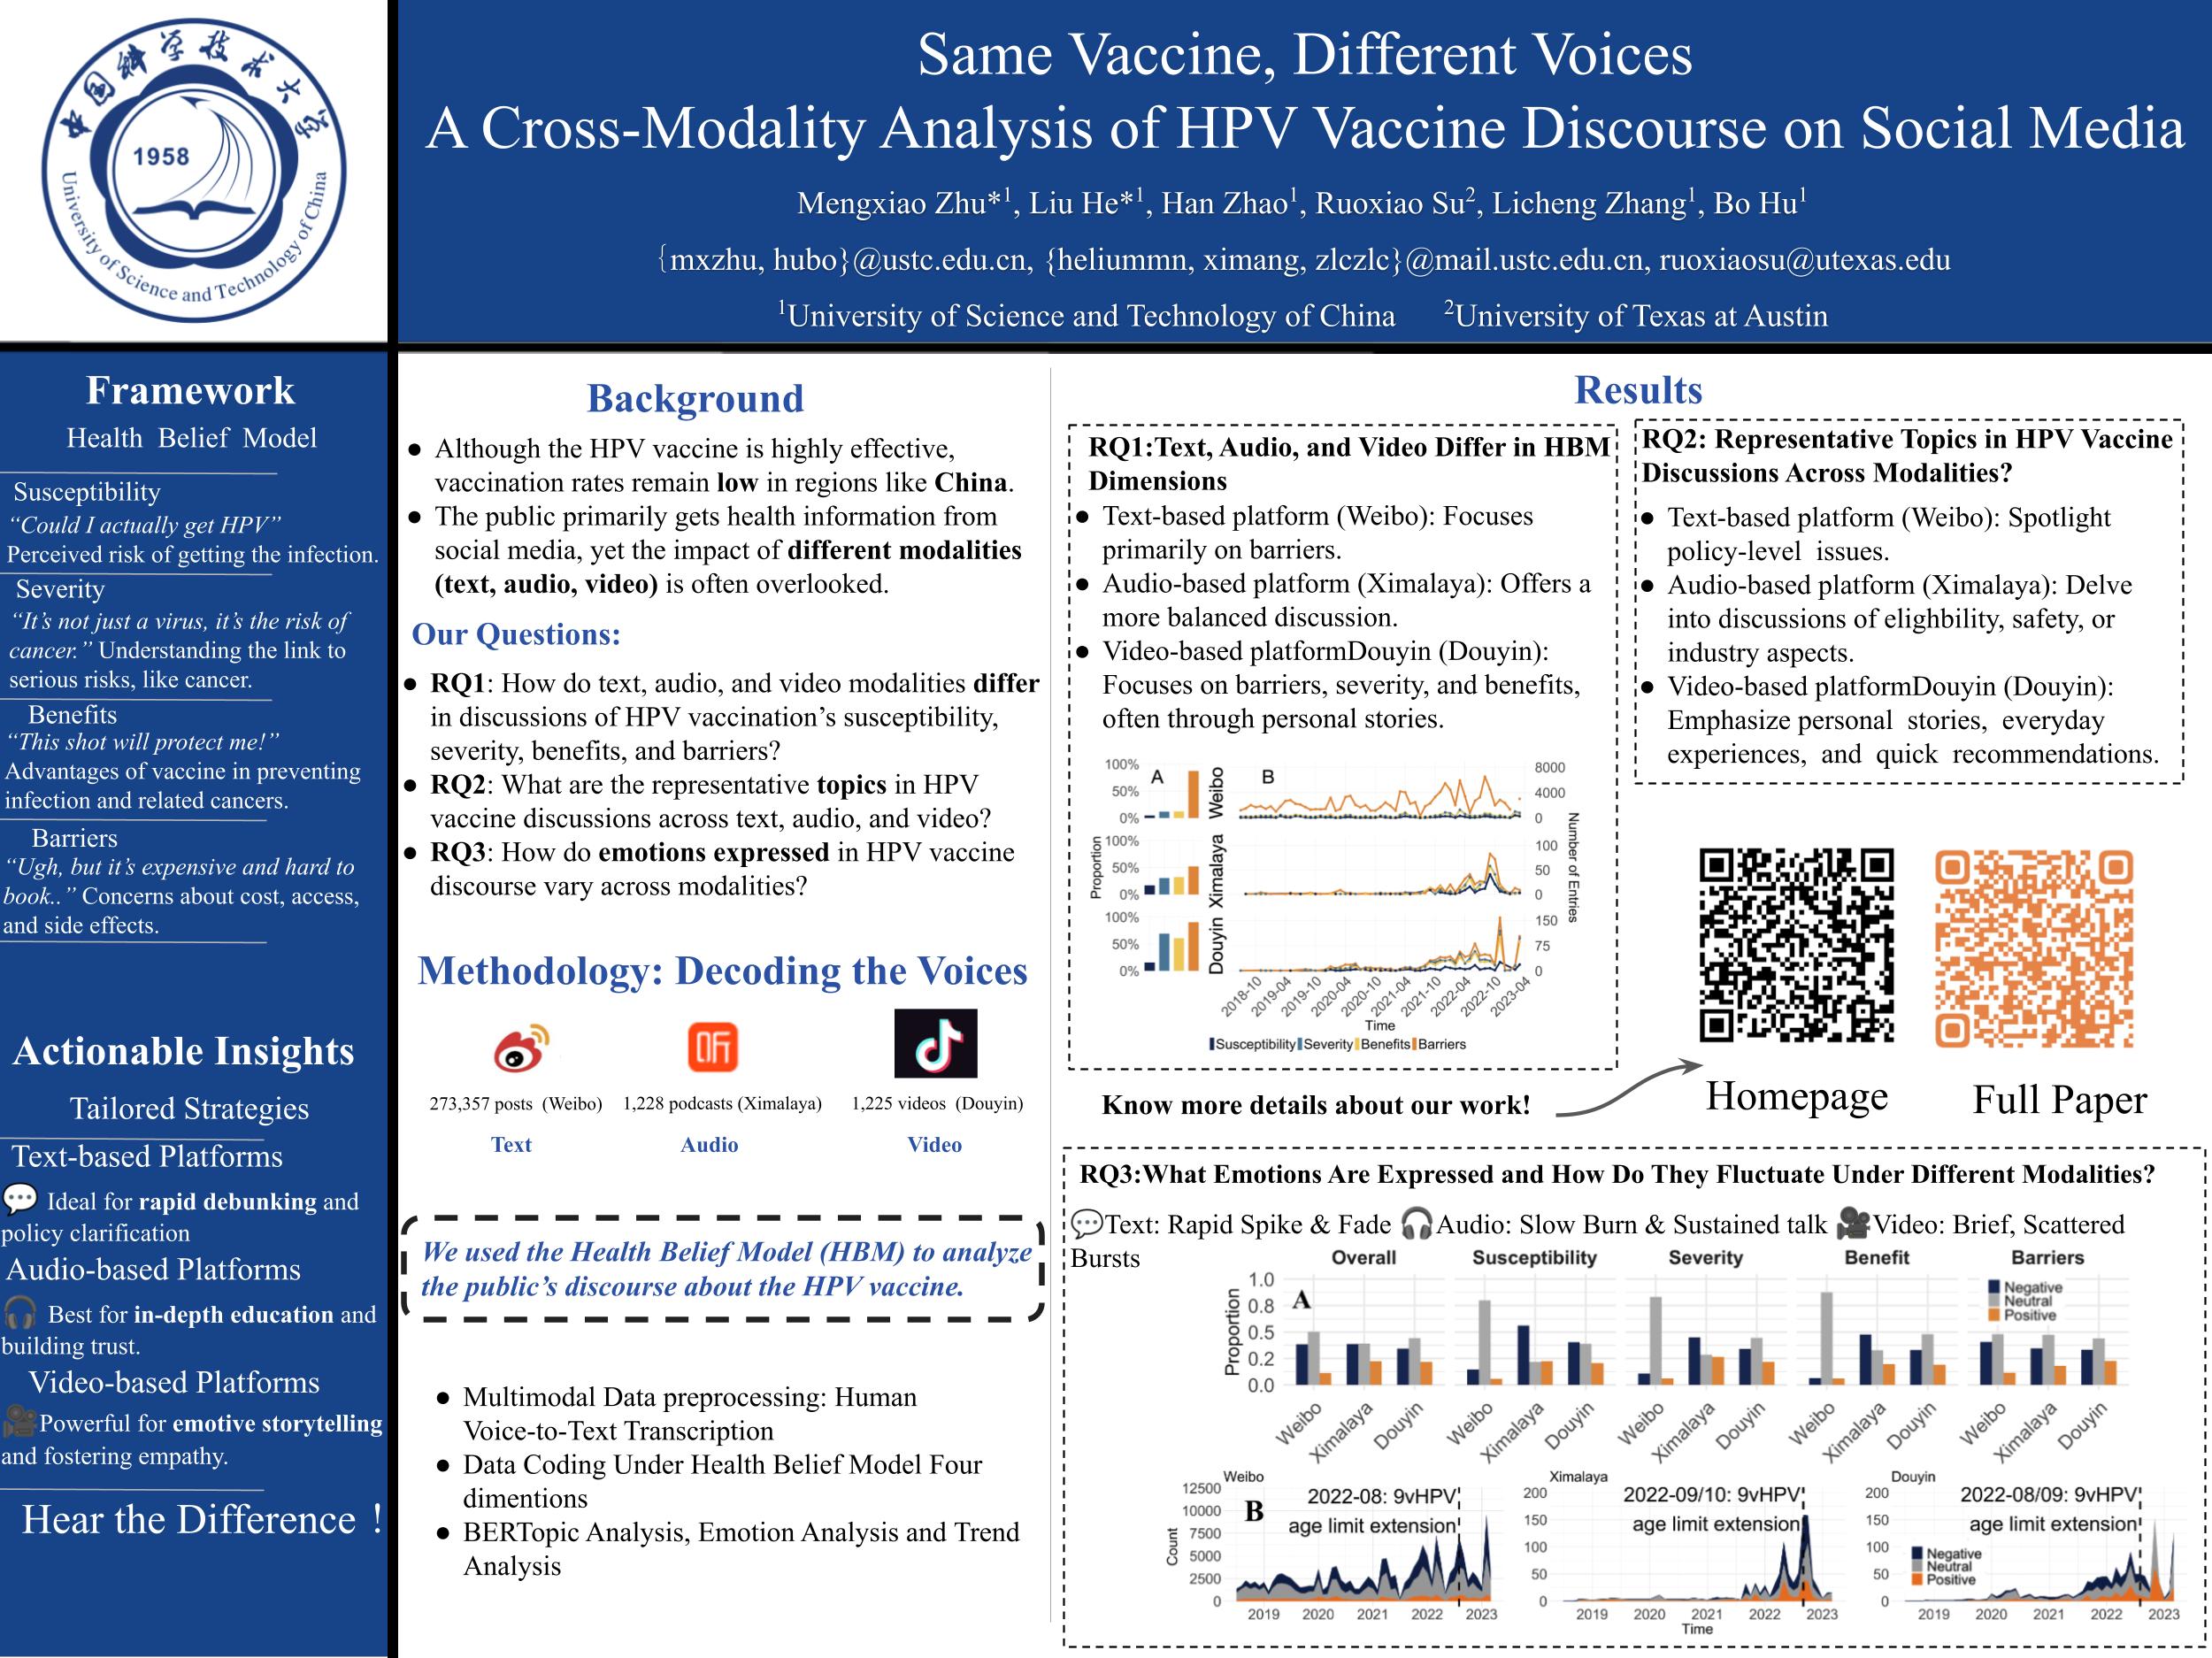 中国科学技术大学
1958
University of Science and Technology of China
Same Vaccine, Different Voices
A Cross-Modality Analysis of HPV Vaccine Discourse on Social Media
Mengxiao Zhu*1, Liu He*1, Han Zhao1, Ruoxiao Su2, Licheng Zhang1, Bo Hu1
{mxzhu, hubo}@ustc.edu.cn, {heliummn, ximang, zlczlc}@mail.ustc.edu.cn, ruoxiaosu@utexas.edu
1University of Science and Technology of China 2University of Texas at Austin
Framework
Health Belief Model
Susceptibility
“Could I actually get HPV”
Perceived risk of getting the infection.
Severity
“It’s not just a virus, it’s the risk of
cancer.” Understanding the link to
serious risks, like cancer.
Benefits
“This shot will protect me!”
Advantages of vaccine in preventing
infection and related cancers.
Barriers
“Ugh, but it’s expensive and hard to
book..” Concerns about cost, access,
and side effects.
Actionable Insights
Tailored Strategies
Text-based Platforms
💬 Ideal for rapid debunking and
policy clarification
Audio-based Platforms
🎧 Best for in-depth education and
building trust.
Video-based Platforms
🎥Powerful for emotive storytelling
and fostering empathy.
Hear the Difference !
Background
● Although the HPV vaccine is highly effective,
vaccination rates remain low in regions like China.
● The public primarily gets health information from
social media, yet the impact of different modalities
(text, audio, video) is often overlooked.
Our Questions:
● RQ1: How do text, audio, and video modalities differ
in discussions of HPV vaccination’s susceptibility,
severity, benefits, and barriers?
● RQ2: What are the representative topics in HPV
vaccine discussions across text, audio, and video?
● RQ3: How do emotions expressed in HPV vaccine
discourse vary across modalities?
Methodology: Decoding the Voices
273,357 posts (Weibo) 1,228 podcasts (Ximalaya) 1,225 videos (Douyin)
Text Audio Video
We used the Health Belief Model (HBM) to analyze
the public’s discourse about the HPV vaccine.
● Multimodal Data preprocessing: Human
Voice-to-Text Transcription
● Data Coding Under Health Belief Model Four
dimentions
● BERTopic Analysis, Emotion Analysis and Trend
Analysis
Results
RQ1:Text, Audio, and Video Differ in HBM
Dimensions
● Text-based platform (Weibo): Focuses
primarily on barriers.
● Audio-based platform (Ximalaya): Offers a
more balanced discussion.
● Video-based platformDouyin (Douyin):
Focuses on barriers, severity, and benefits,
often through personal stories.
A B
100% 50% 0% Weibo 8000 4000 0
100% 50% 0% Ximalaya 100 50 0
100% 50% 0% Douyin 150 75 0
Proportion
Number of Entries
2018-10 2019-04 2019-10 2020-04 2020-10 2021-04 2021-10 2022-04 2022-10 2023-04
Time
Susceptibility Severity Benefits Barriers
RQ2: Representative Topics in HPV Vaccine
Discussions Across Modalities?
● Text-based platform (Weibo): Spotlight
policy-level issues.
● Audio-based platform (Ximalaya): Delve
into discussions of elighbility, safety, or
industry aspects.
● Video-based platformDouyin (Douyin):
Emphasize personal stories, everyday
experiences, and quick recommendations.
Know more details about our work!
Homepage Full Paper
RQ3:What Emotions Are Expressed and How Do They Fluctuate Under Different Modalities?
💬Text: Rapid Spike & Fade 🎧Audio: Slow Burn & Sustained talk 🎥Video: Brief, Scattered
Bursts
Overall Susceptibility Severity Benefit Barriers
A
Proportion
1.0
0.8
0.5
0.2
0.0
Negative
Neutral
Positive
Weibo Ximalaya Douyin Weibo Ximalaya Douyin Weibo Ximalaya Douyin Weibo Ximalaya Douyin Weibo Ximalaya Douyin
Weibo
B
Count
12500
10000
7500
5000
2500
0
2022-08: 9vHPV
age limit extension
2019 2020 2021 2022 2023
Ximalaya
200
150
100
50
0
2022-09/10: 9vHPV
age limit extension
2019 2020 2021 2022 2023
Douyin
200
150
100
50
0
2022-08/09: 9vHPV
age limit extension
Negative
Neutral
Positive
2019 2020 2021 2022 2023
Time